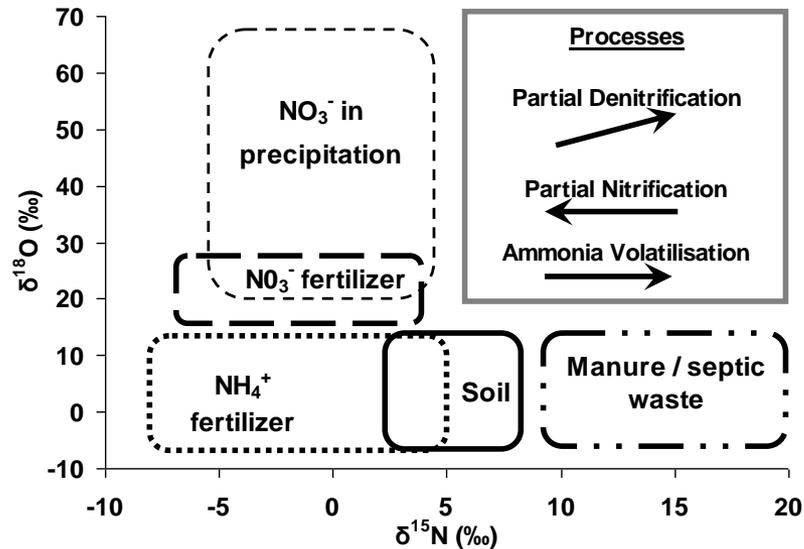 70
60
50
40
30
20
10
0
-10
δ¹⁸O (‰)
-10
-5
0
5
10
15
20
δ¹⁵N (‰)
NO₃⁻ in
precipitation
N0₃⁻ fertilizer
NH₄⁺
fertilizer
Soil
Manure / septic
waste
Processes
Partial Denitrification
Partial Nitrification
Ammonia Volatilisation